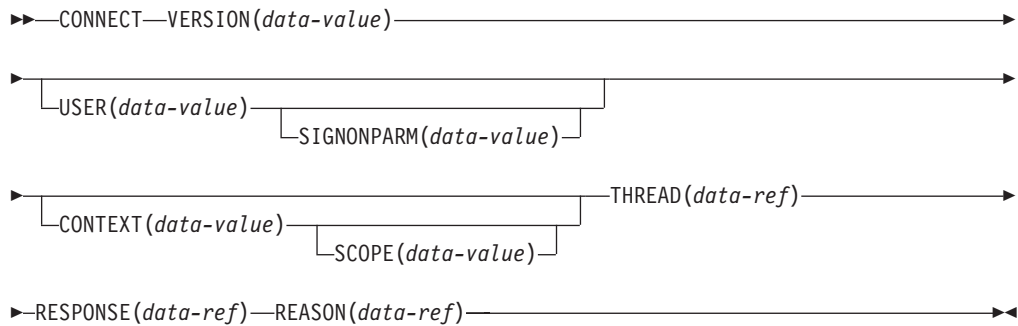 CONNECT VERSION(data-value)
USER(data-value)
SIGNONPARM(data-value)
THREAD(data-ref)
CONTEXT(data-value)
SCOPE(data-value)
RESPONSE(data-ref) REASON(data-ref)